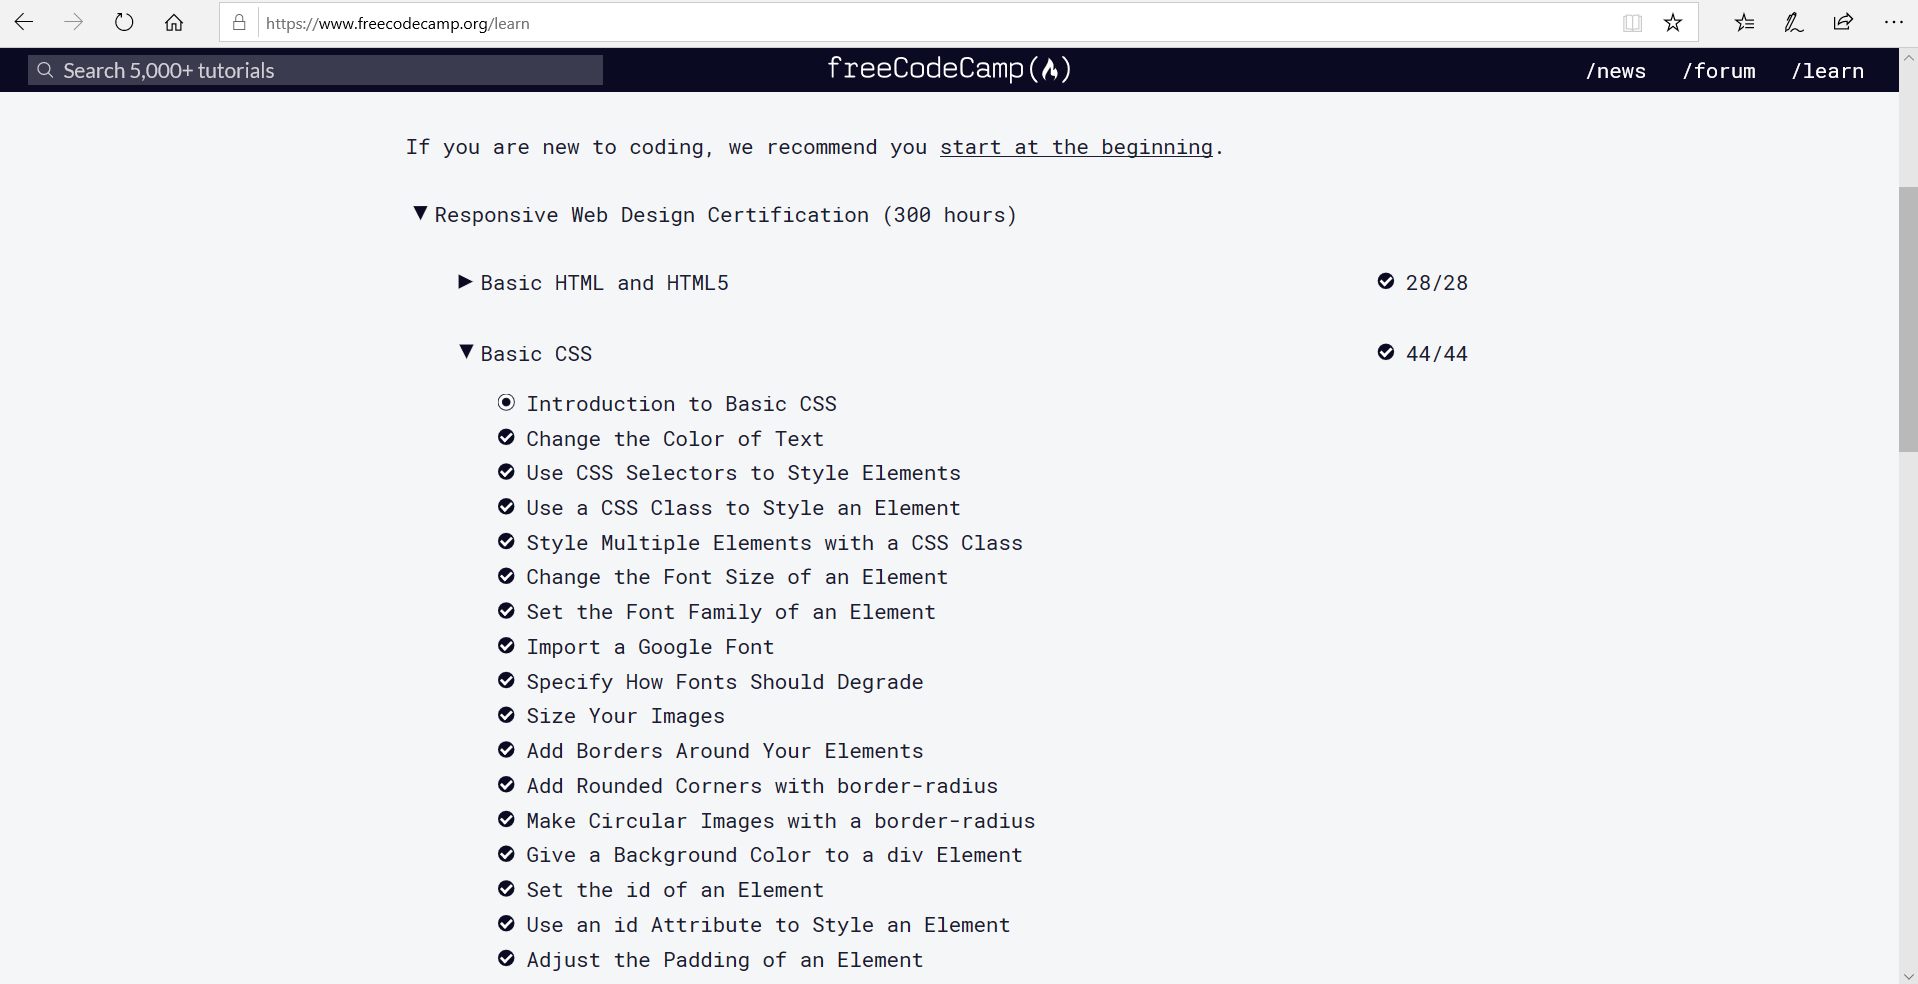 https://www.freecodecamp.org/learn
Search 5,000+ tutorials
freeCodeCamp(🔥)
/news /forum /learn
If you are new to coding, we recommend you start at the beginning.
Responsive Web Design Certification (300 hours)
Basic HTML and HTML5 28/28
Basic CSS 44/44
Introduction to Basic CSS
Change the Color of Text
Use CSS Selectors to Style Elements
Use a CSS Class to Style an Element
Style Multiple Elements with a CSS Class
Change the Font Size of an Element
Set the Font Family of an Element
Import a Google Font
Specify How Fonts Should Degrade
Size Your Images
Add Borders Around Your Elements
Add Rounded Corners with border-radius
Make Circular Images with a border-radius
Give a Background Color to a div Element
Set the id of an Element
Use an id Attribute to Style an Element
Adjust the Padding of an Element